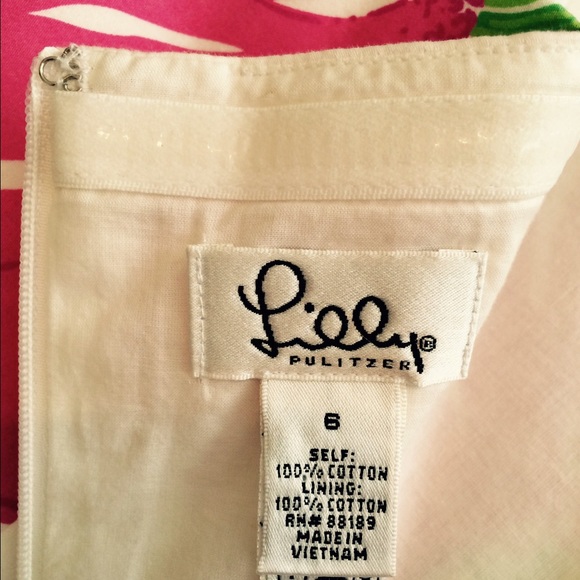 Lilly®
PULITZER
6
SELF:
100% COTTON
LINING:
100% COTTON
RN# 88189
MADE IN
VIETNAM